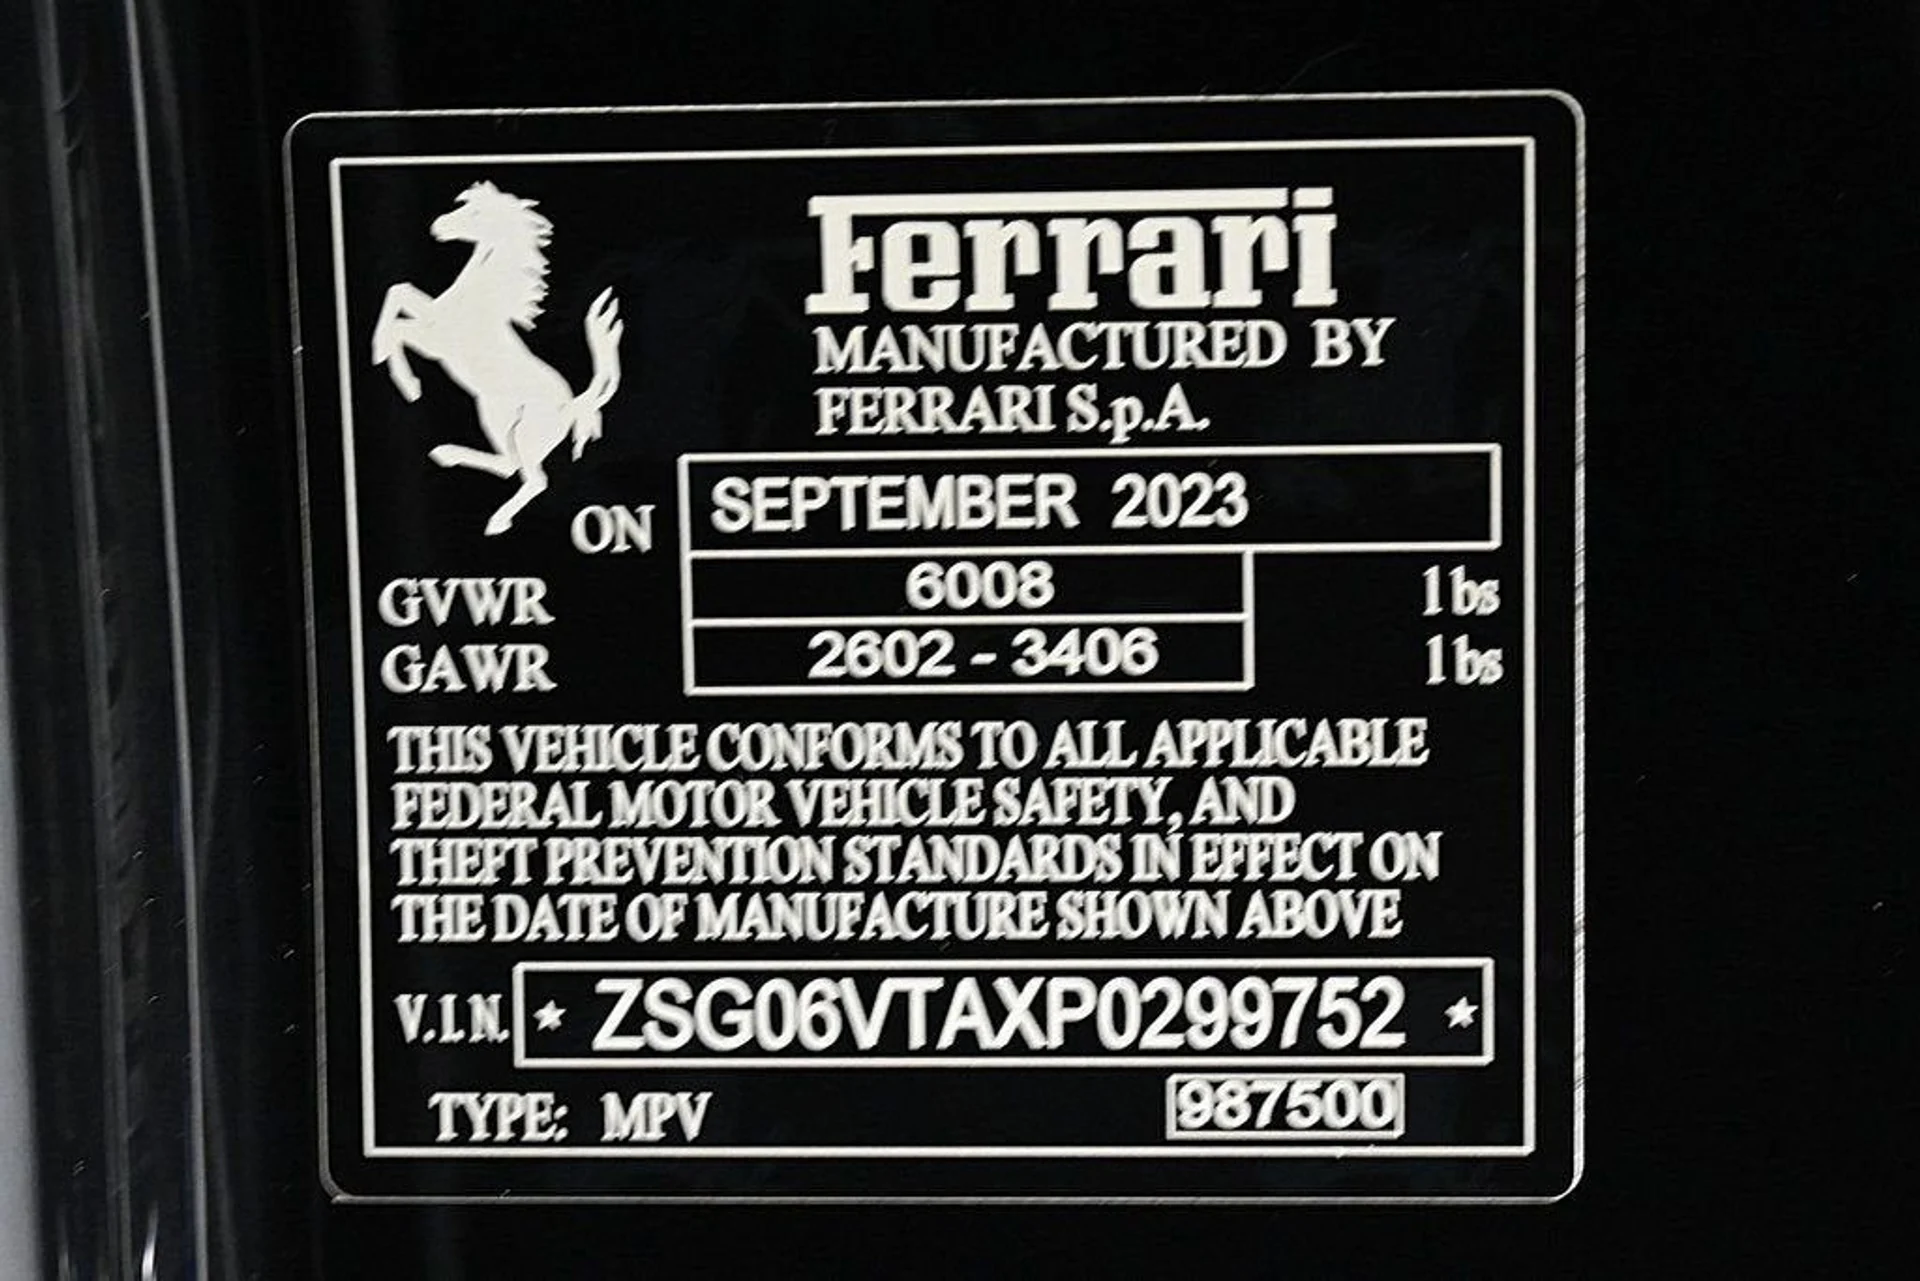 Ferrari
MANUFACTURED BY
FERRARI S.p.A.
ON SEPTEMBER 2023
GVWR 6008 lbs
GAWR 2602 - 3406 lbs
THIS VEHICLE CONFORMS TO ALL APPLICABLE
FEDERAL MOTOR VEHICLE SAFETY, AND
THEFT PREVENTION STANDARDS IN EFFECT ON
THE DATE OF MANUFACTURE SHOWN ABOVE
V.I.N. * ZSG06VTAXP0299752 *
TYPE: MPV 987500